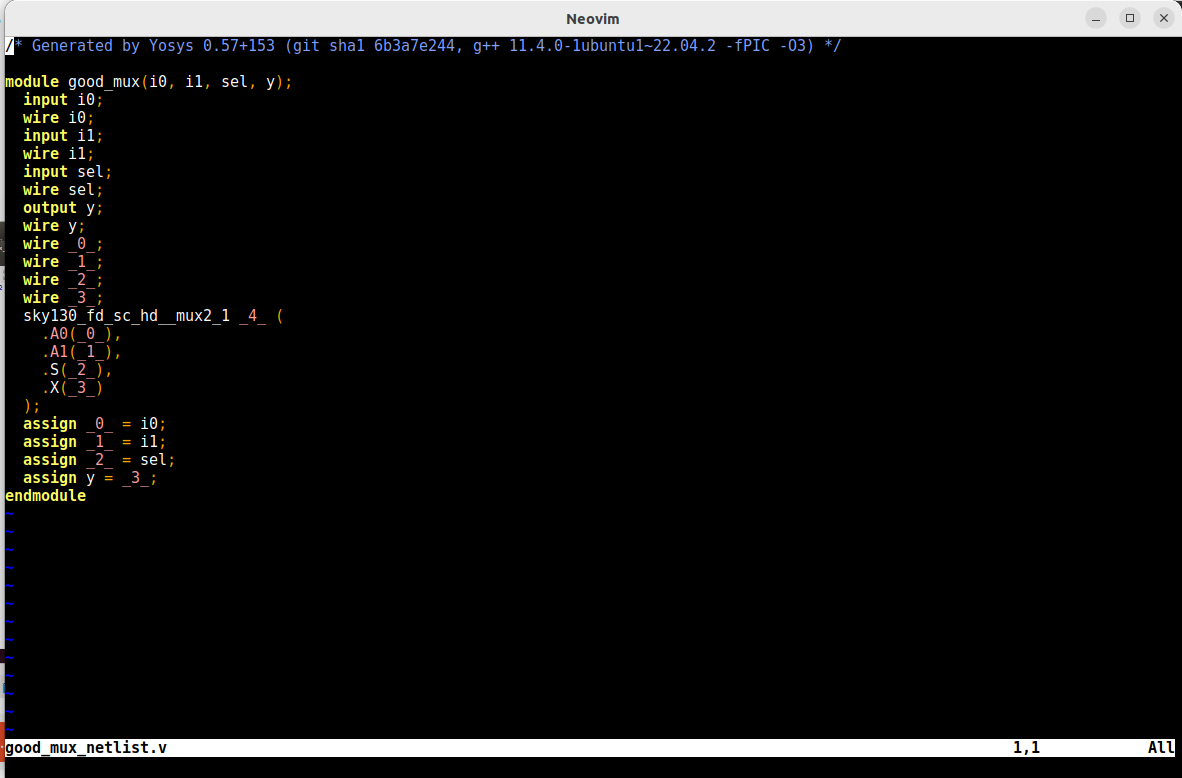 Neovim
/* Generated by Yosys 0.57+153 (git sha1 6b3a7e244, g++ 11.4.0-1ubuntu1~22.04.2 -fPIC -O3) */
module good_mux(i0, i1, sel, y);
  input i0;
  wire i0;
  input i1;
  wire i1;
  input sel;
  wire sel;
  output y;
  wire y;
  wire _0_;
  wire _1_;
  wire _2_;
  wire _3_;
  sky130_fd_sc_hd__mux2_1 _4_ (
    .A0(_0_),
    .A1(_1_),
    .S(_2_),
    .X(_3_)
  );
  assign _0_ = i0;
  assign _1_ = i1;
  assign _2_ = sel;
  assign y = _3_;
endmodule
~
~
~
~
~
~
~
~
~
~
~
~
~
good_mux_netlist.v 1,1 All